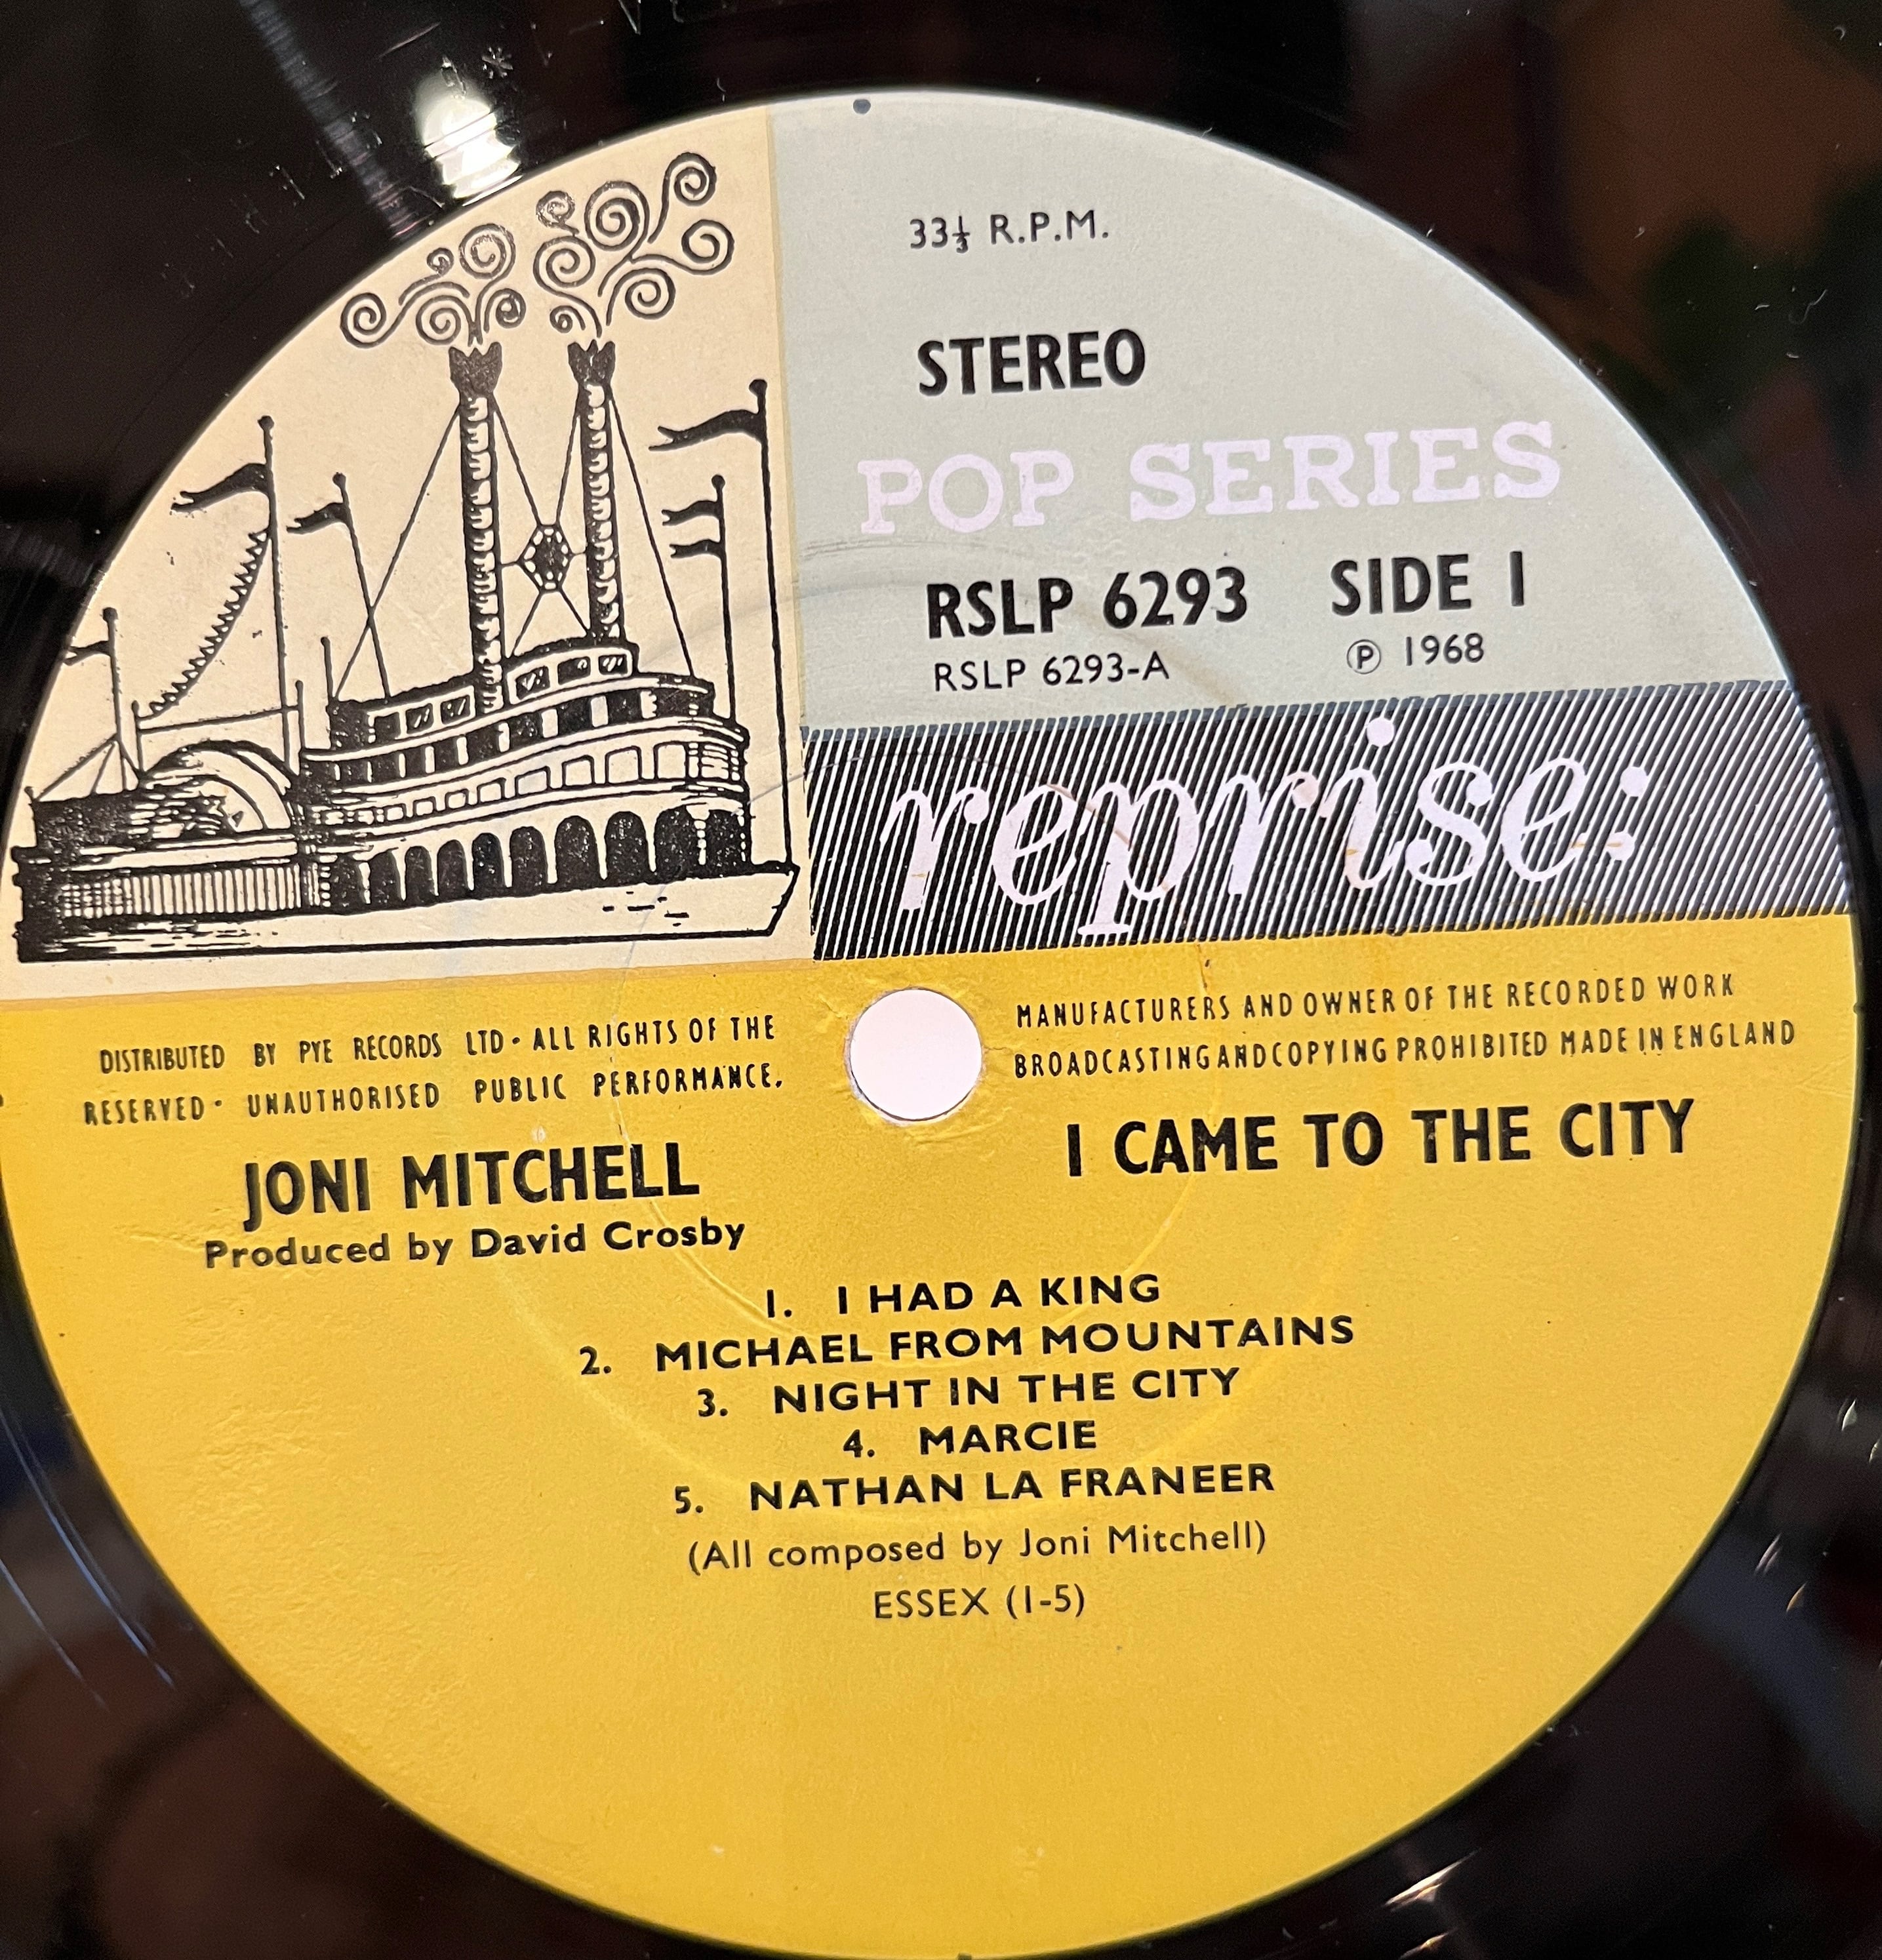 33⅓ R.P.M.
STEREO
POP SERIES
RSLP 6293 SIDE 1
RSLP 6293-A ℗ 1968
reprise:
DISTRIBUTED BY PYE RECORDS LTD · ALL RIGHTS OF THE MANUFACTURERS AND OWNER OF THE RECORDED WORK
RESERVED · UNAUTHORISED PUBLIC PERFORMANCE, BROADCASTING AND COPYING PROHIBITED MADE IN ENGLAND
JONI MITCHELL I CAME TO THE CITY
Produced by David Crosby
1. I HAD A KING
2. MICHAEL FROM MOUNTAINS
3. NIGHT IN THE CITY
4. MARCIE
5. NATHAN LA FRANEER
(All composed by Joni Mitchell)
ESSEX (1-5)